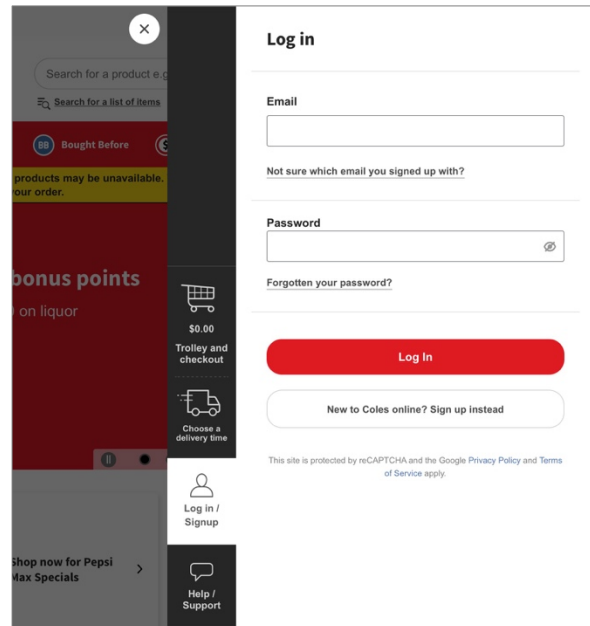 Search for a product e.g
Search for a list of items
BB Bought Before
products may be unavailable.
your order.
bonus points
on liquor
Shop now for Pepsi
Max Specials
$0.00
Trolley and
checkout
Choose a
delivery time
Log in /
Signup
Help /
Support
Log in
Email
Not sure which email you signed up with?
Password
Forgotten your password?
Log In
New to Coles online? Sign up instead
This site is protected by reCAPTCHA and the Google Privacy Policy and Terms
of Service apply.